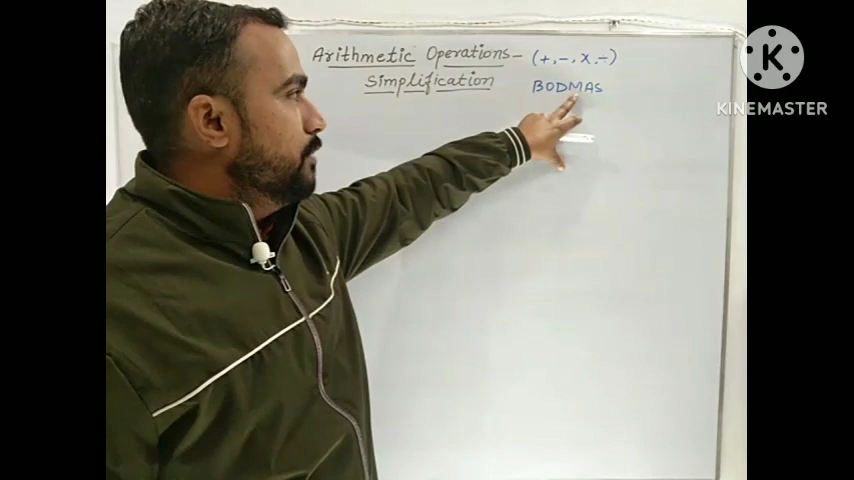 Arithmetic Operations - (+, -, ×, ÷)
Simplification
BODMAS
K
KINEMASTER